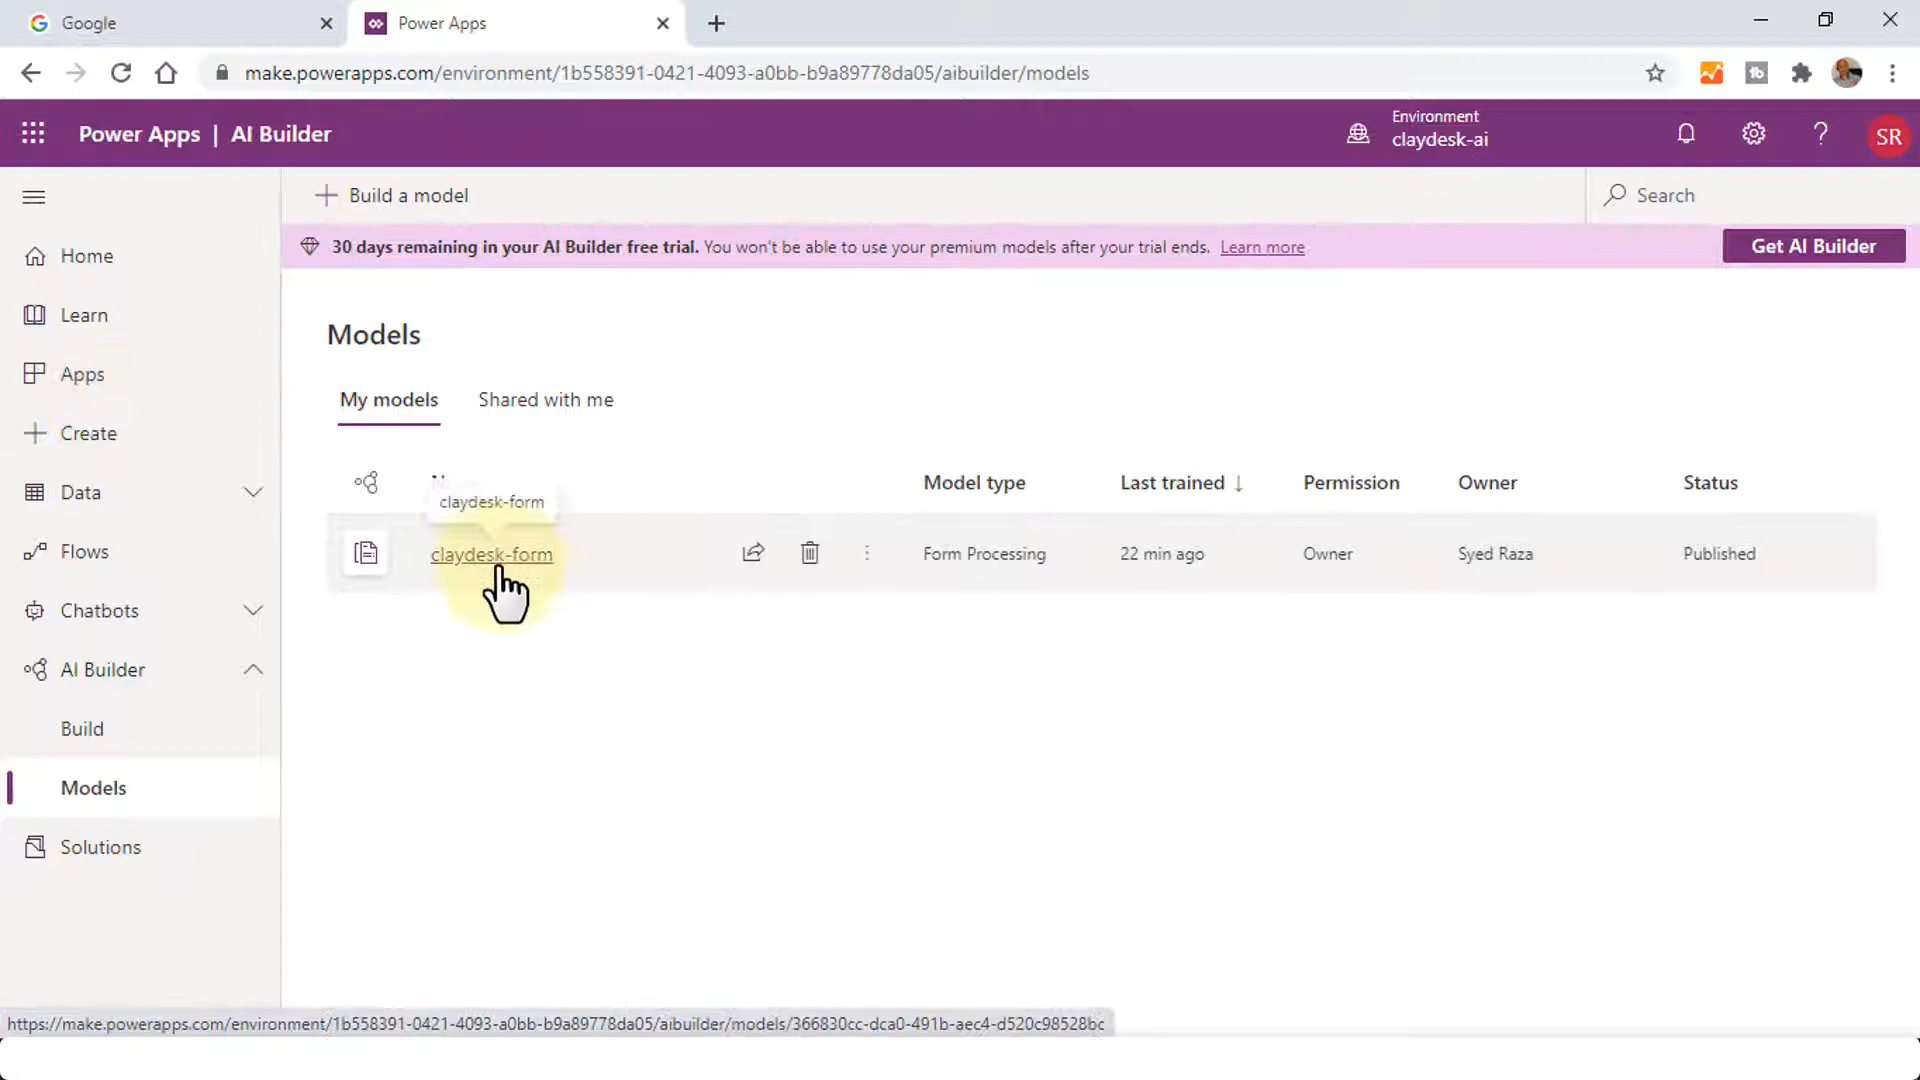 Google
Power Apps
make.powerapps.com/environment/1b558391-0421-4093-a0bb-b9a89778da05/aibuilder/models
Power Apps | AI Builder
Environment
claydesk-ai
SR
Build a model
Search
30 days remaining in your AI Builder free trial. You won't be able to use your premium models after your trial ends. Learn more
Get AI Builder
Home
Learn
Apps
Create
Data
Flows
Chatbots
AI Builder
Build
Models
Solutions
Models
My models
Shared with me
Model type
Last trained ↓
Permission
Owner
Status
claydesk-form
claydesk-form
Form Processing
22 min ago
Owner
Syed Raza
Published
https://make.powerapps.com/environment/1b558391-0421-4093-a0bb-b9a89778da05/aibuilder/models/366830cc-dca0-491b-aec4-d520c98528bc